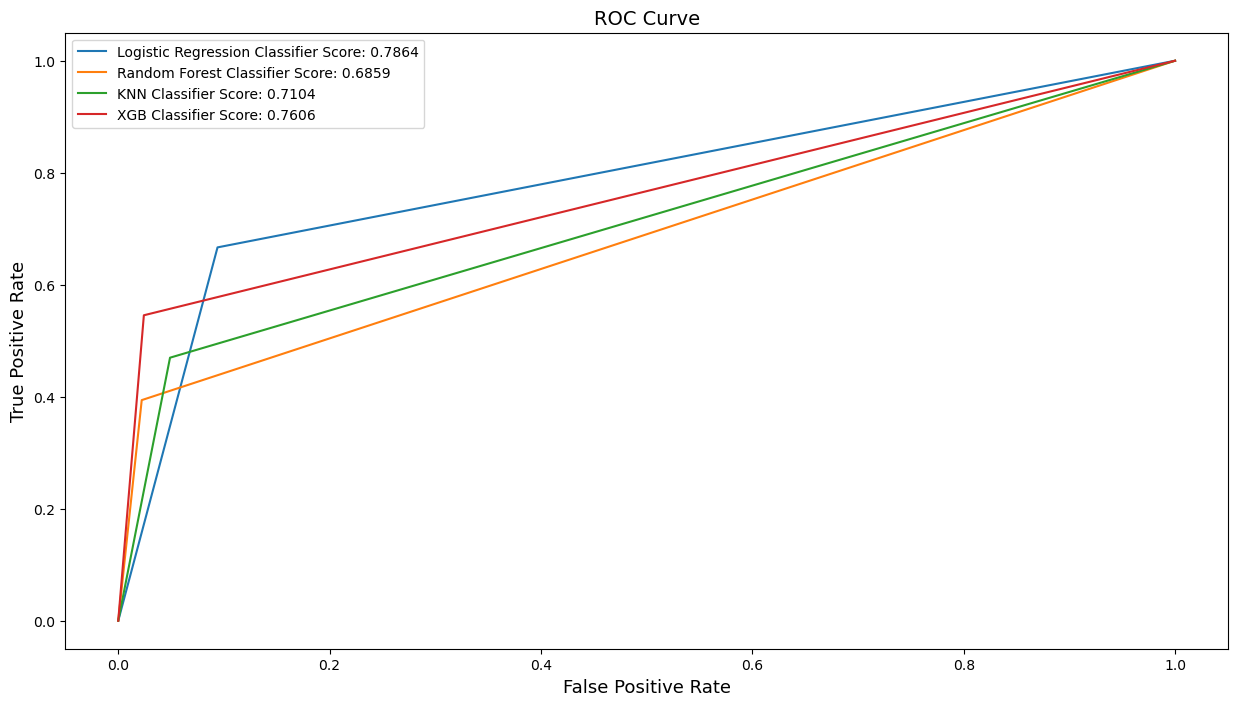 ROC Curve
Logistic Regression Classifier Score: 0.7864
Random Forest Classifier Score: 0.6859
KNN Classifier Score: 0.7104
XGB Classifier Score: 0.7606
1.0
0.8
0.6
0.4
0.2
0.0
True Positive Rate
0.0 0.2 0.4 0.6 0.8 1.0
False Positive Rate